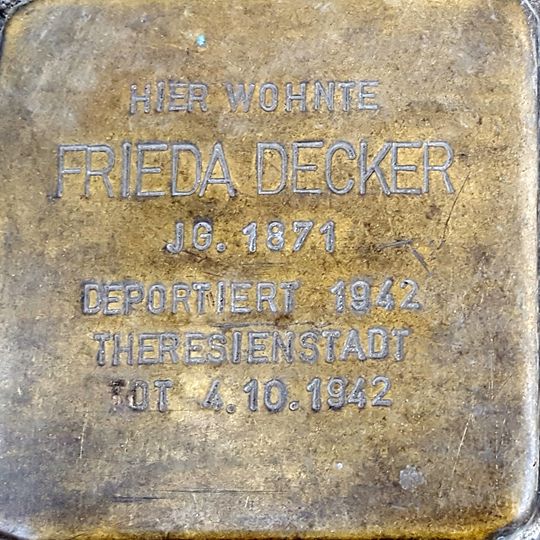 HIER WOHNTE
FRIEDA DECKER
JG. 1871
DEPORTIERT 1942
THERESIENSTADT
TOT 4.10.1942